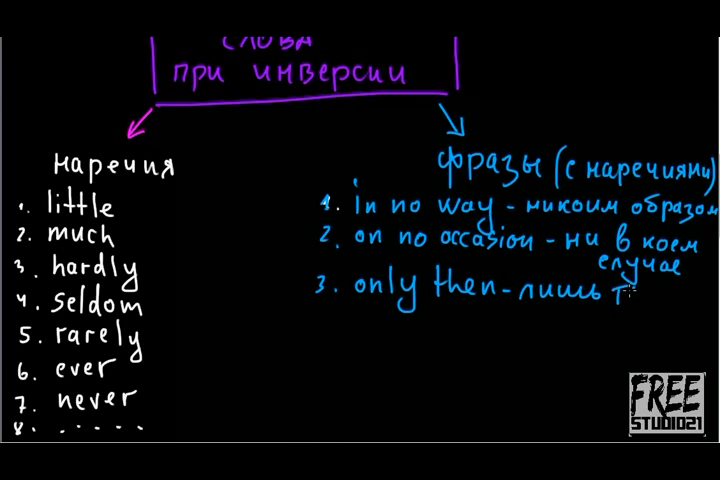 слова
при инверсии
наречия
1. little
2. much
3. hardly
4. seldom
5. rarely
6. ever
7. never
8. ......
фразы (с наречиями)
1. in no way - никоим образом
2. on no occasion - ни в коем
случае
3. only then - лишь т
FREE
STUDIO21